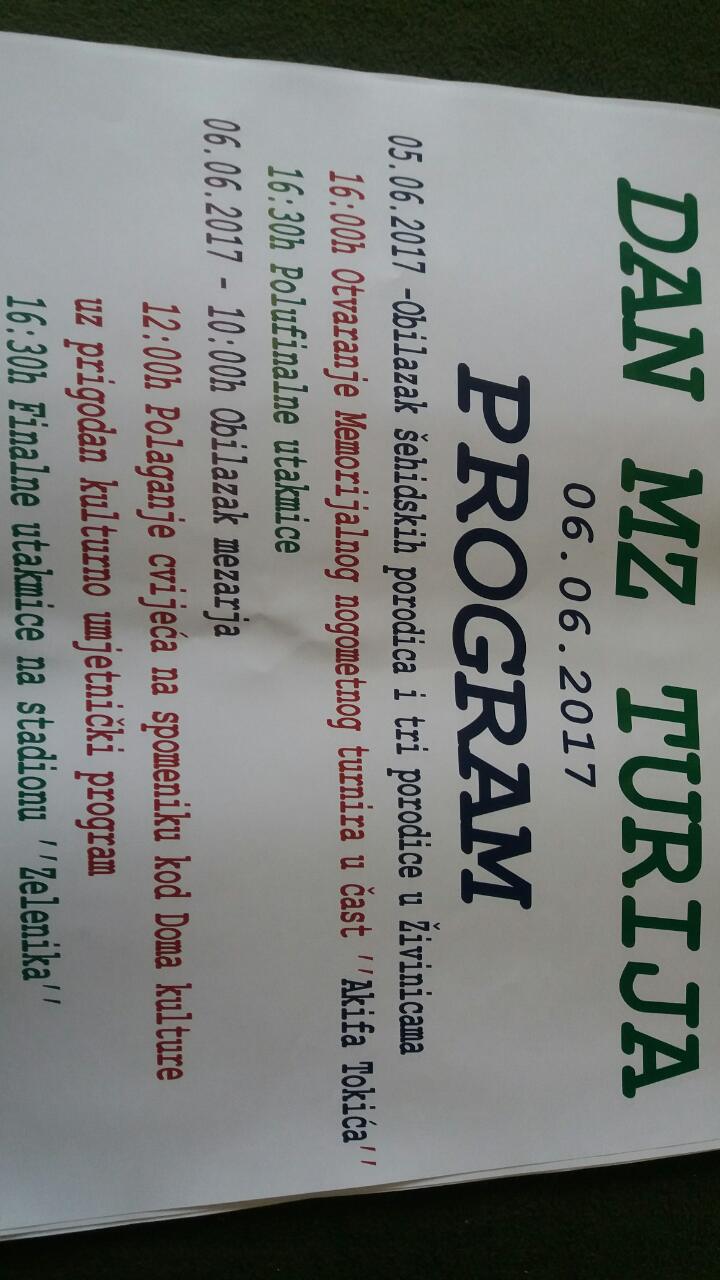 DAN MZ TURIJA
06.06.2017
PROGRAM
05.06.2017 -Obilazak šehidskih porodica i tri porodice u Živinicama
16:00h Otvaranje Memorijalnog nogometnog turnira u čast ''Akifa Tokića''
16:30h Polufinalne utakmice
06.06.2017 - 10:00h Obilazak mezarja
12:00h Polaganje cvijeća na spomeniku kod Doma kulture
uz prigodan kulturno umjetnički program
16:30h Finalne utakmice na stadionu ''Zelenika''